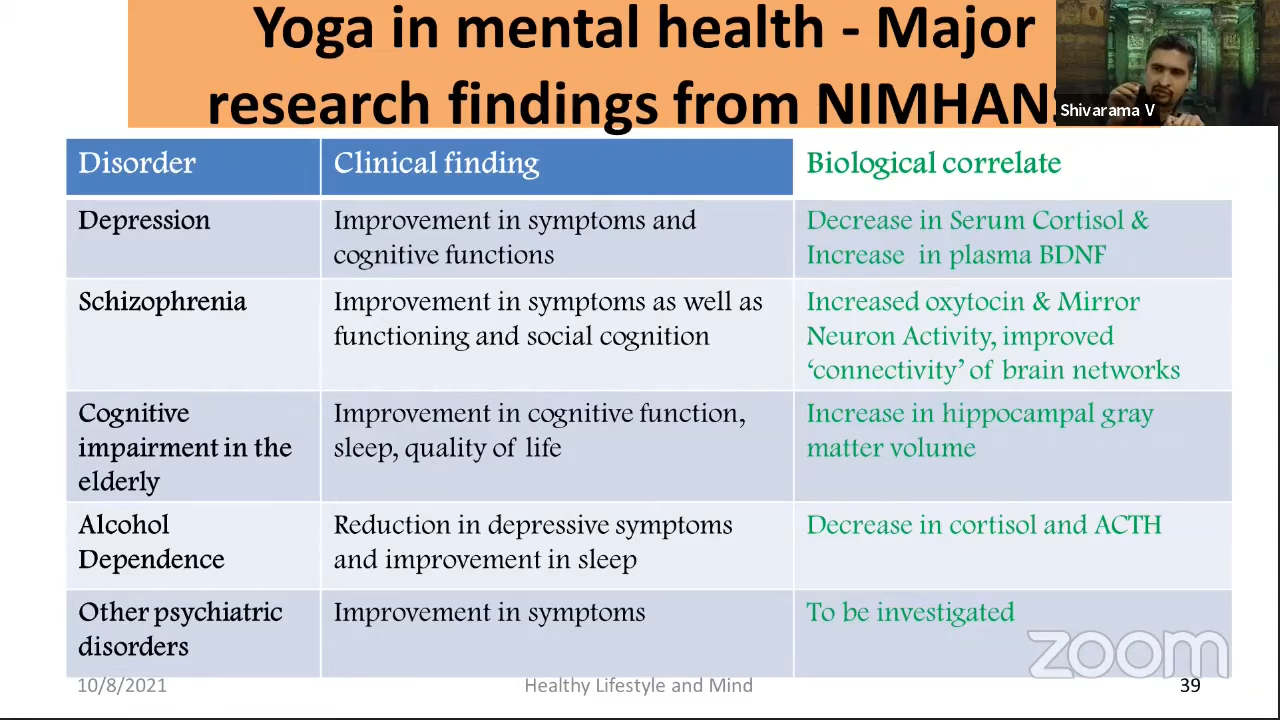 Yoga in mental health - Major
research findings from NIMHANS
Shivarama V
Disorder
Clinical finding
Biological correlate
Depression
Improvement in symptoms and
cognitive functions
Decrease in Serum Cortisol &
Increase in plasma BDNF
Schizophrenia
Improvement in symptoms as well as
functioning and social cognition
Increased oxytocin & Mirror
Neuron Activity, improved
‘connectivity’ of brain networks
Cognitive
impairment in the
elderly
Improvement in cognitive function,
sleep, quality of life
Increase in hippocampal gray
matter volume
Alcohol
Dependence
Reduction in depressive symptoms
and improvement in sleep
Decrease in cortisol and ACTH
Other psychiatric
disorders
Improvement in symptoms
To be investigated
zoom
10/8/2021
Healthy Lifestyle and Mind
39